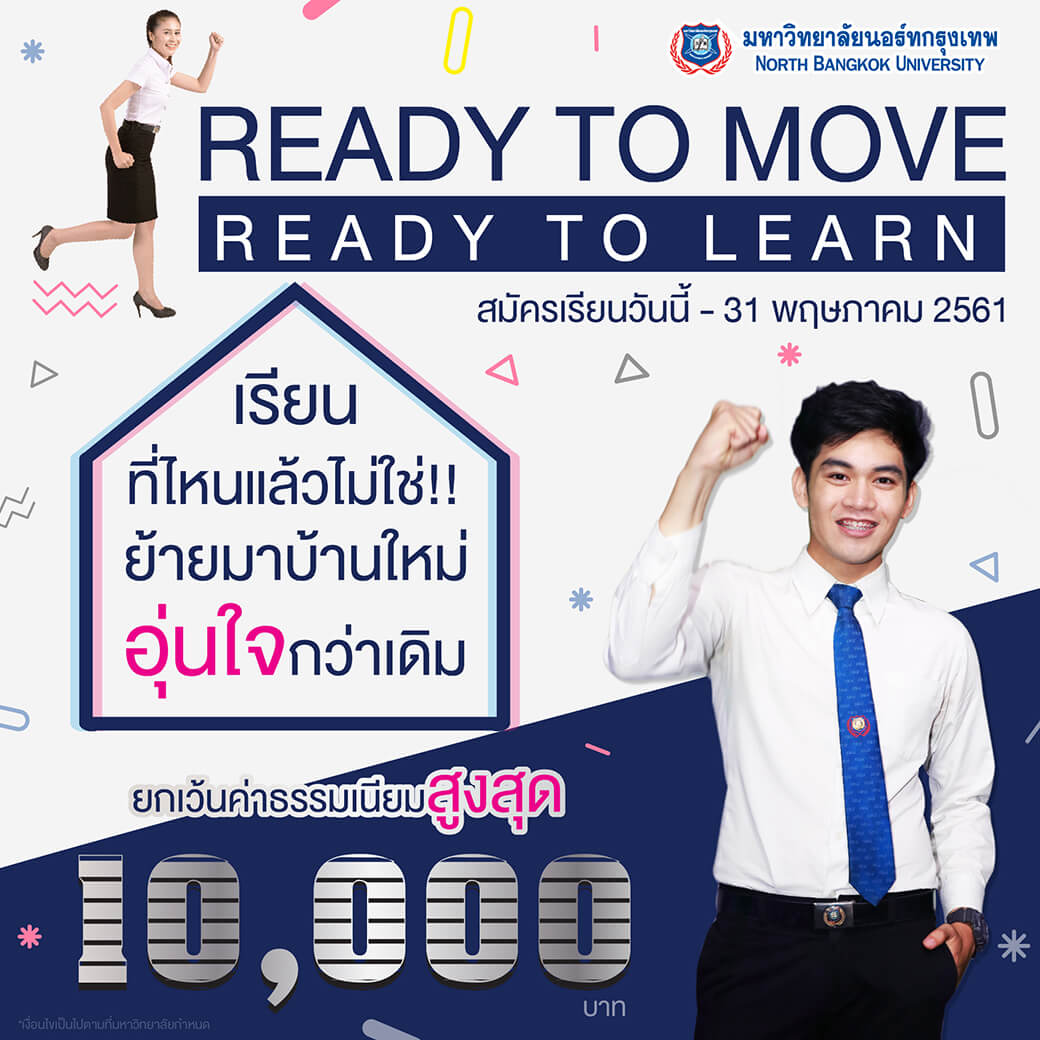 มหาวิทยาลัยนอร์ทกรุงเทพ
NORTH BANGKOK UNIVERSITY
READY TO MOVE
READY TO LEARN
สมัครเรียนวันนี้ - 31 พฤษภาคม 2561
เรียน
ที่ไหนแล้วไม่ใช่!!
ย้ายมาบ้านใหม่
อุ่นใจกว่าเดิม
ยกเว้นค่าธรรมเนียมสูงสุด
10,000
บาท
*เงื่อนไขเป็นไปตามที่มหาวิทยาลัยกำหนด